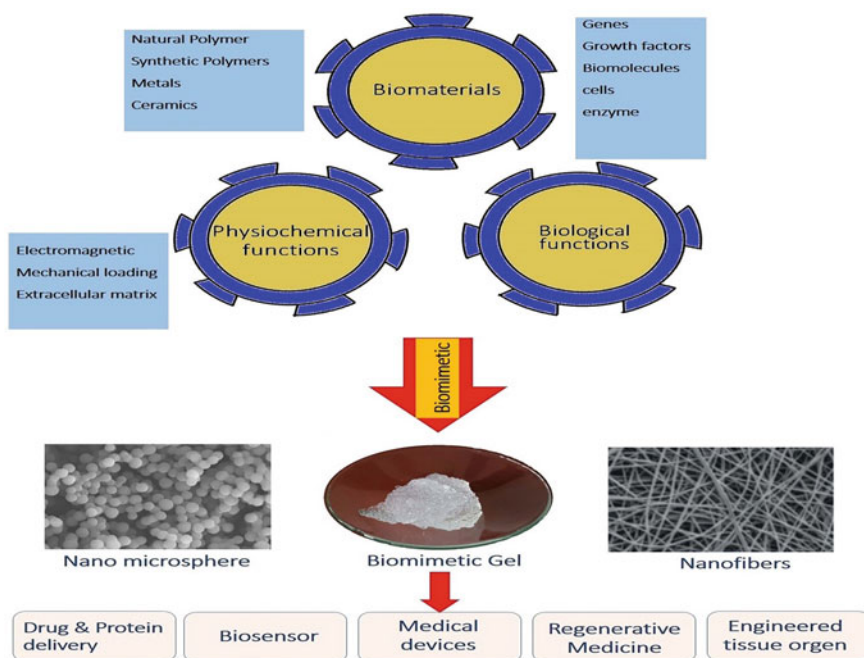 Natural Polymer
Synthetic Polymers
Metals
Ceramics
Biomaterials
Genes
Growth factors
Biomolecules
cells
enzyme
Physiochemical
functions
Biological
functions
Electromagnetic
Mechanical loading
Extracellular matrix
Biomimetic
Nano microsphere
Biomimetic Gel
Nanofibers
Drug & Protein
delivery
Biosensor
Medical
devices
Regenerative
Medicine
Engineered
tissue orgen